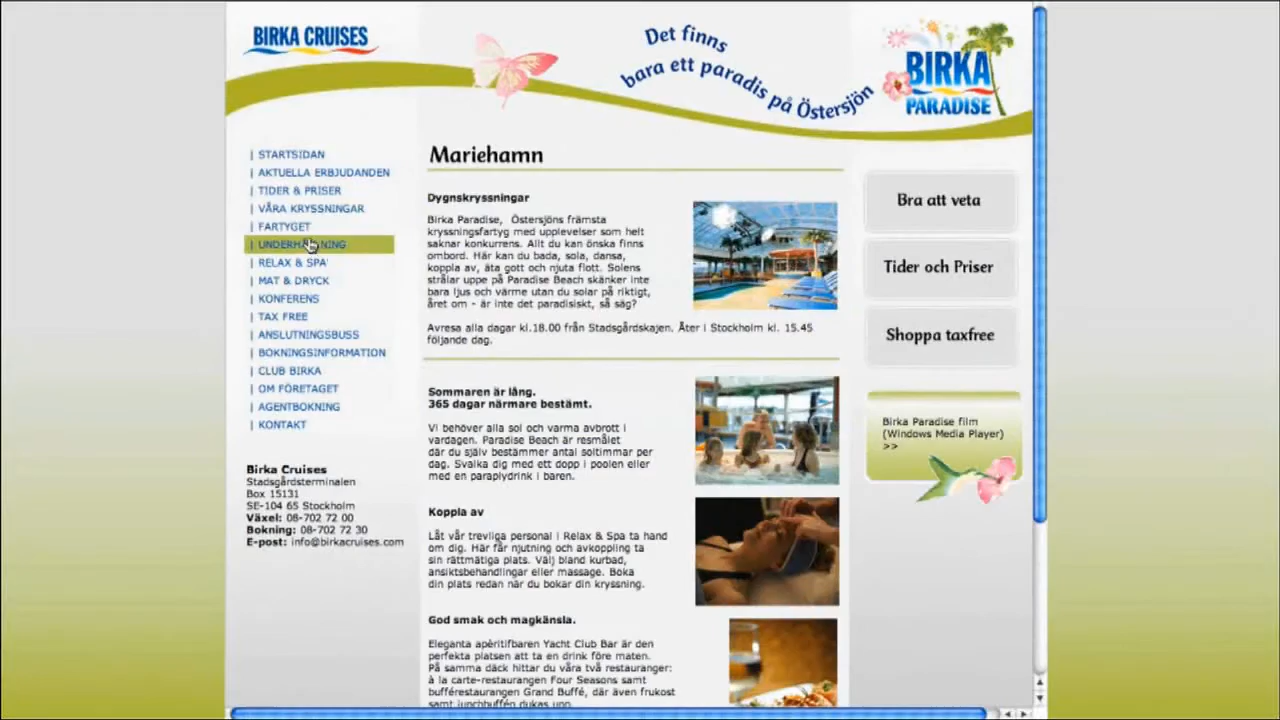 BIRKA CRUISES
Det finns
bara ett paradis på Östersjön
BIRKA
PARADISE
| STARTSIDAN
| AKTUELLA ERBJUDANDEN
| TIDER & PRISER
| VÅRA KRYSSNINGAR
| FARTYGET
| UNDERHÅLLNING
| RELAX & SPA
| MAT & DRYCK
| KONFERENS
| TAX FREE
| ANSLUTNINGSBUSS
| BOKNINGSINFORMATION
| CLUB BIRKA
| OM FÖRETAGET
| AGENTBOKNING
| KONTAKT
Birka Cruises
Stadsgårdsterminalen
Box 15131
SE-104 65 Stockholm
Växel: 08-702 72 00
Bokning: 08-702 72 30
E-post: info@birkacruises.com
Mariehamn
Dygnskryssningar
Birka Paradise, Östersjöns främsta
kryssningsfartyg med upplevelser som helt
saknar konkurrens. Allt du kan önska finns
ombord. Här kan du bada, sola, dansa,
koppla av, äta gott och njuta flott. Solens
strålar uppe på Paradise Beach skänker inte
bara ljus och värme utan du solar på riktigt,
året om - är inte det paradisiskt, så säg?
Avresa alla dagar kl.18.00 från Stadsgårdskajen. Åter i Stockholm kl. 15.45
följande dag.
Sommaren är lång.
365 dagar närmare bestämt.
Vi behöver alla sol och varma avbrott i
vardagen. Paradise Beach är resmålet
där du själv bestämmer antal soltimmar per
dag. Svalka dig med ett dopp i poolen eller
med en paraplydrink i baren.
Koppla av
Låt vår trevliga personal i Relax & Spa ta hand
om dig. Här får njutning och avkoppling ta
sin rättmätiga plats. Välj bland kurbad,
ansiktsbehandlingar eller massage. Boka
din plats redan när du bokar din kryssning.
God smak och magkänsla.
Eleganta apéritifbaren Yacht Club Bar är den
perfekta platsen att ta en drink före maten.
På samma däck hittar du våra två restauranger:
à la carte-restaurangen Four Seasons samt
bufférestaurangen Grand Buffé, där även frukost
samt lunchbuffén dukas upp.
Bra att veta
Tider och Priser
Shoppa taxfree
Birka Paradise film
(Windows Media Player)
>>